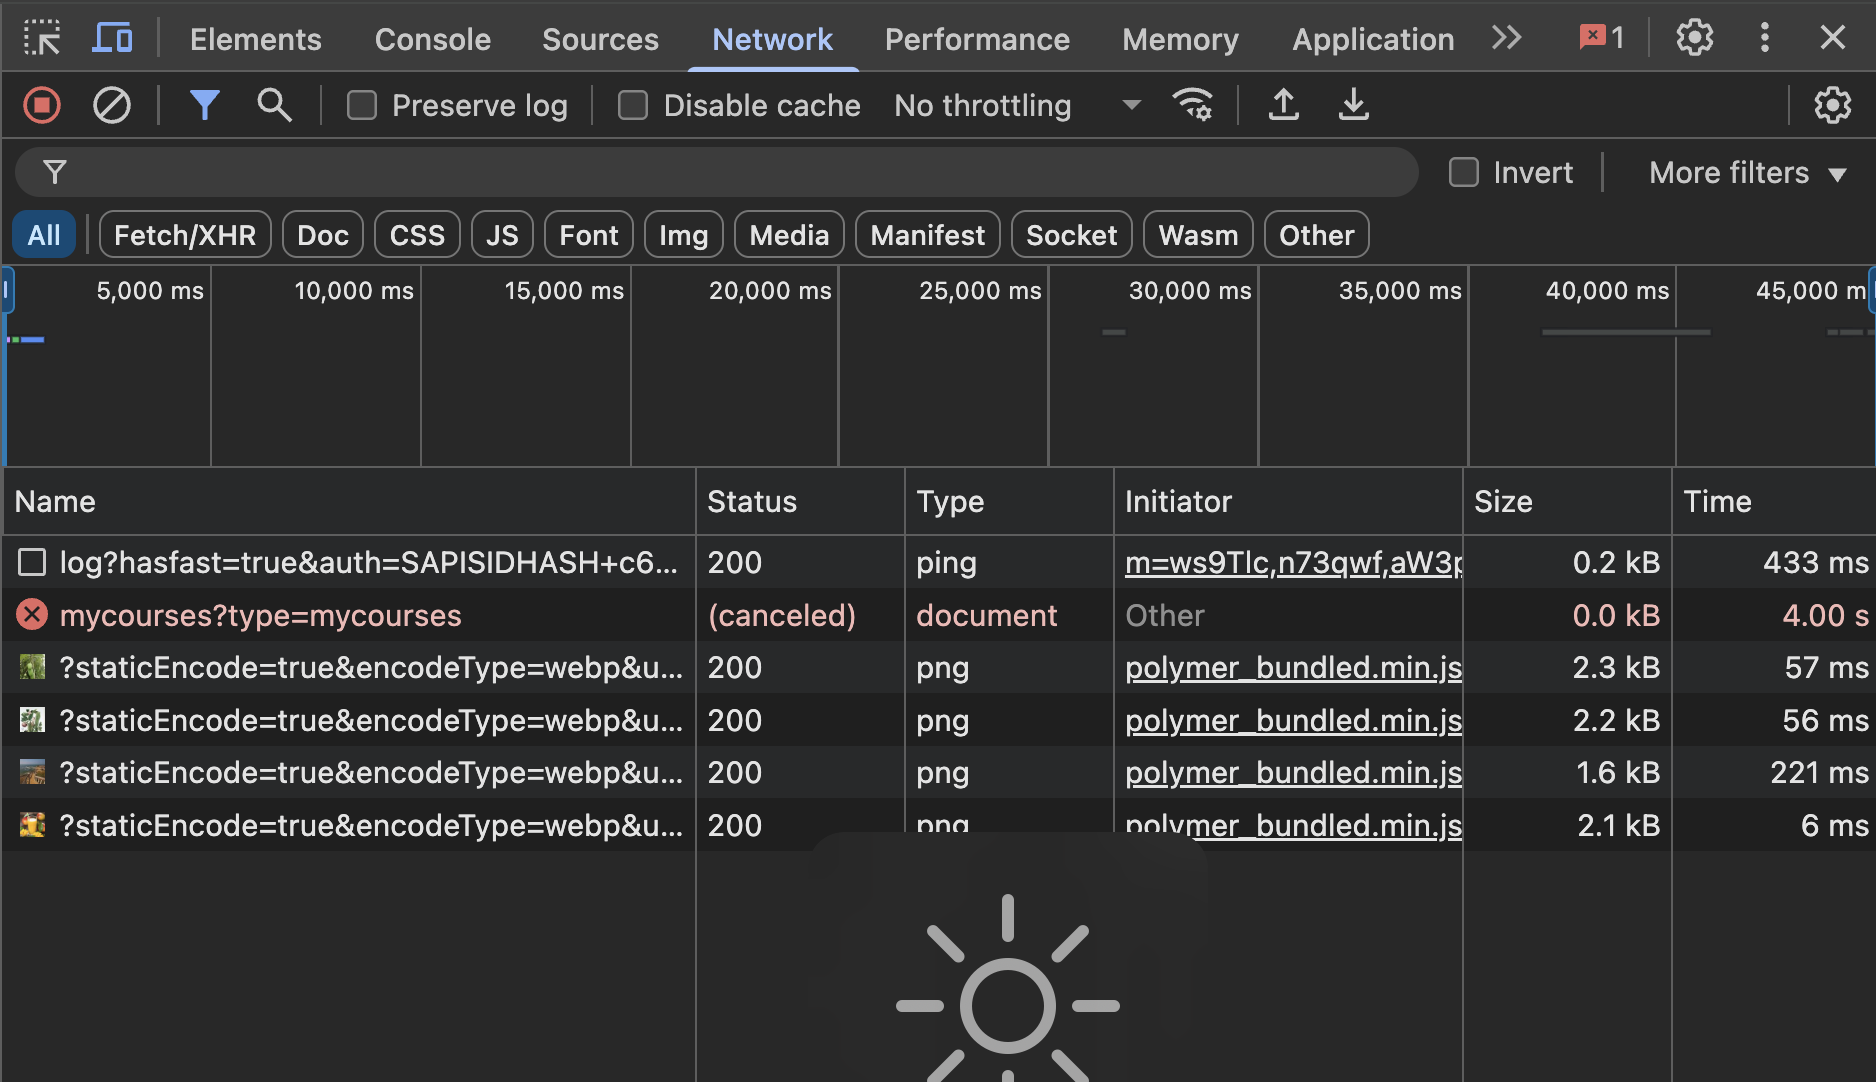 Elements Console Sources Network Performance Memory Application 1
Preserve log Disable cache No throttling
Invert More filters
All Fetch/XHR Doc CSS JS Font Img Media Manifest Socket Wasm Other
5,000 ms 10,000 ms 15,000 ms 20,000 ms 25,000 ms 30,000 ms 35,000 ms 40,000 ms 45,000 m
Name Status Type Initiator Size Time
log?hasfast=true&auth=SAPISIDHASH+c6... 200 ping m=ws9Tlc,n73qwf,aW3p 0.2 kB 433 ms
mycourses?type=mycourses (canceled) document Other 0.0 kB 4.00 s
?staticEncode=true&encodeType=webp&u... 200 png polymer_bundled.min.js 2.3 kB 57 ms
?staticEncode=true&encodeType=webp&u... 200 png polymer_bundled.min.js 2.2 kB 56 ms
?staticEncode=true&encodeType=webp&u... 200 png polymer_bundled.min.js 1.6 kB 221 ms
?staticEncode=true&encodeType=webp&u... 200 png polymer_bundled.min.js 2.1 kB 6 ms